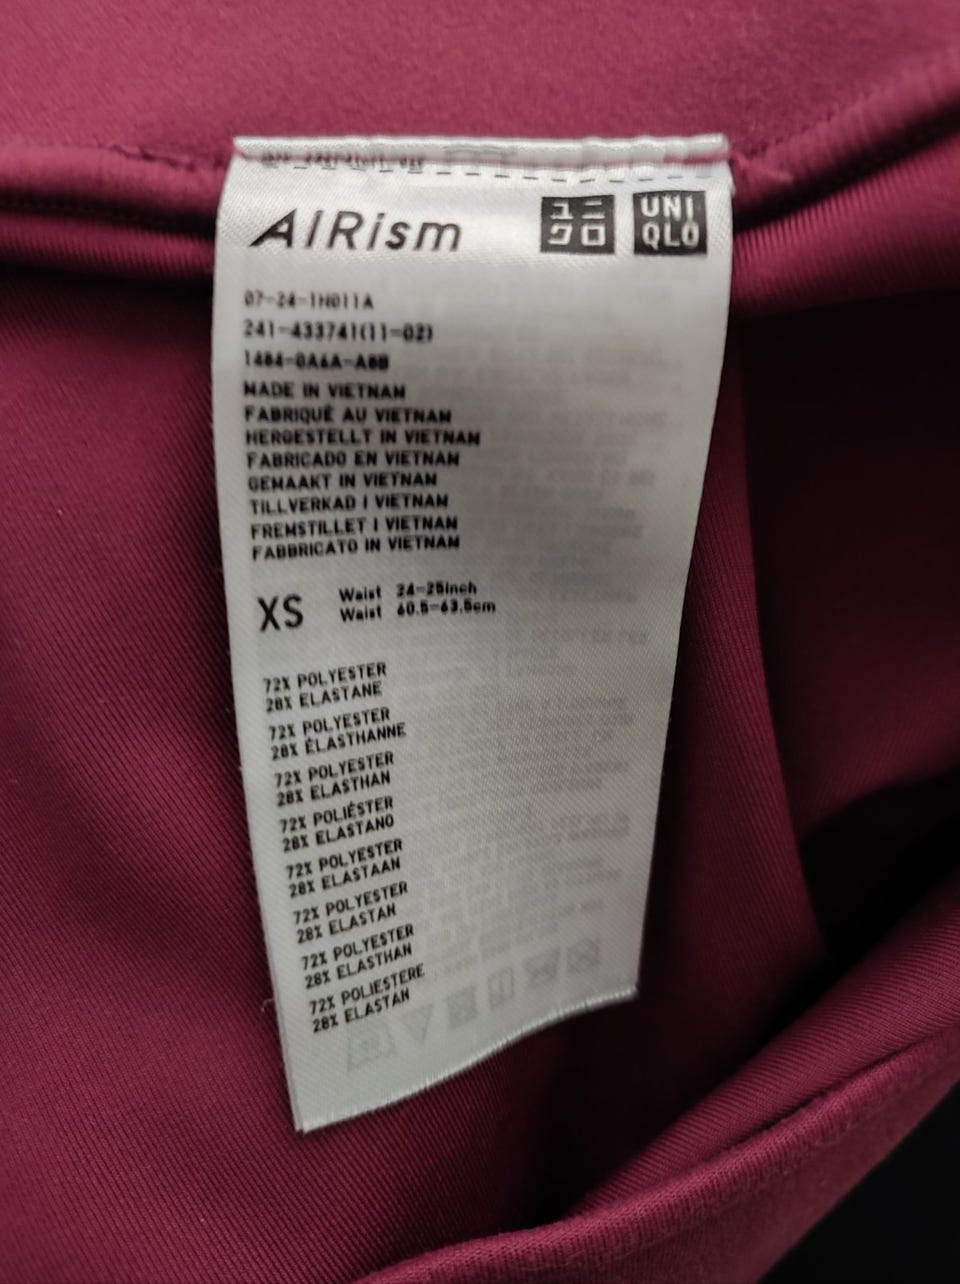 AIRism
ユニ
クロ
UNI
QLO
07-24-1H011A
241-433741(11-02)
1484-0A6A-A8B
MADE IN VIETNAM
FABRIQUÉ AU VIETNAM
HERGESTELLT IN VIETNAM
FABRICADO EN VIETNAM
GEMAAKT IN VIETNAM
TILLVERKAD I VIETNAM
FREMSTILLET I VIETNAM
FABBRICATO IN VIETNAM
XS
Waist 24-25inch
Waist 60.5-63.5cm
72% POLYESTER
28% ELASTANE
72% POLYESTER
28% ÉLASTHANNE
72% POLYESTER
28% ELASTHAN
72% POLIÉSTER
28% ELASTANO
72% POLYESTER
28% ELASTAAN
72% POLYESTER
28% ELASTAN
72% POLYESTER
28% ELASTHAN
72% POLIESTERE
28% ELASTAN